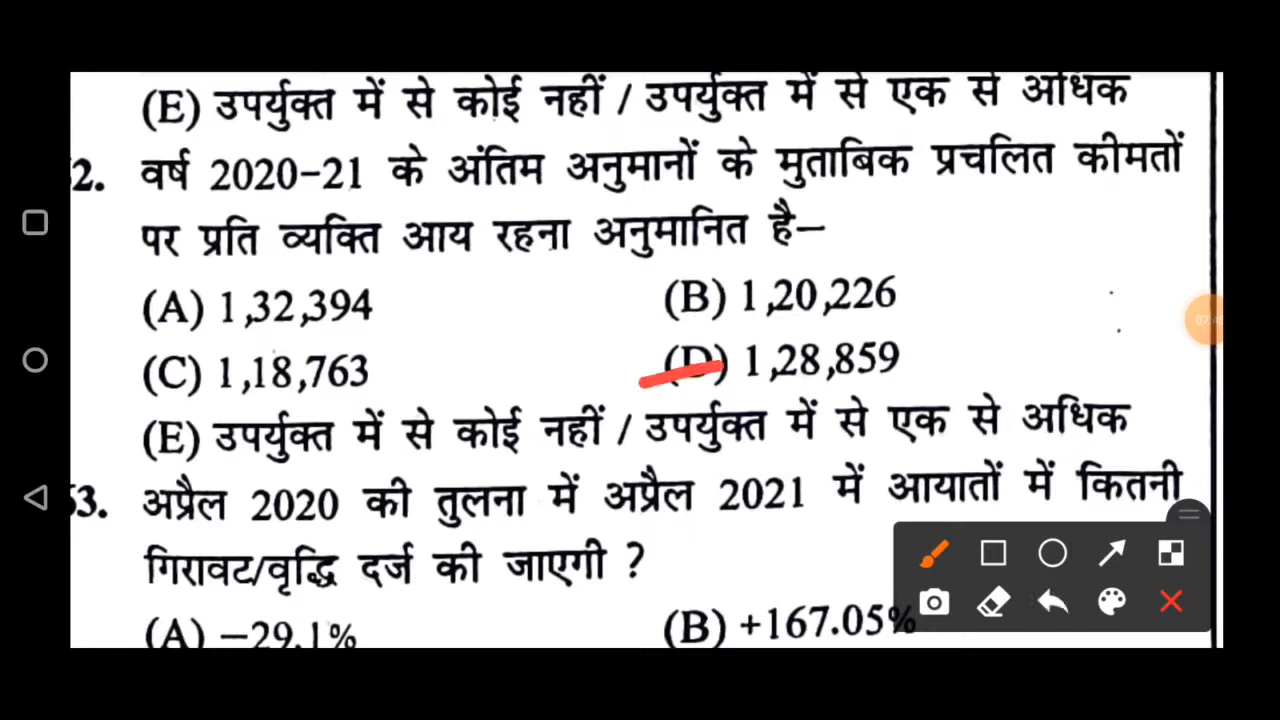 (E) उपर्युक्त में से कोई नहीं / उपर्युक्त में से एक से अधिक
2. वर्ष 2020-21 के अंतिम अनुमानों के मुताबिक प्रचलित कीमतों
पर प्रति व्यक्ति आय रहना अनुमानित है–
(A) 1,32,394 (B) 1,20,226
(C) 1,18,763 (D) 1,28,859
(E) उपर्युक्त में से कोई नहीं / उपर्युक्त में से एक से अधिक
53. अप्रैल 2020 की तुलना में अप्रैल 2021 में आयातों में कितनी
गिरावट/वृद्धि दर्ज की जाएगी ?
(A) –29.1% (B) +167.05%